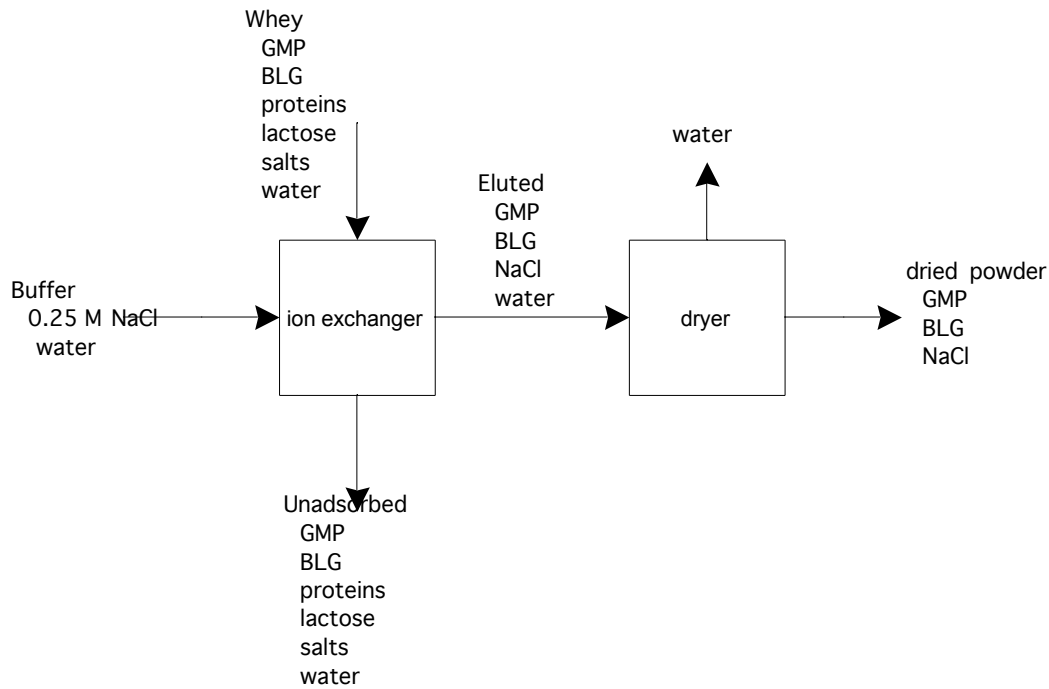 Whey
GMP
BLG
proteins
lactose
salts
water
water
Eluted
GMP
BLG
NaCl
water
Buffer
0.25 M NaCl
water
ion exchanger
dryer
dried powder
GMP
BLG
NaCl
Unadsorbed
GMP
BLG
proteins
lactose
salts
water